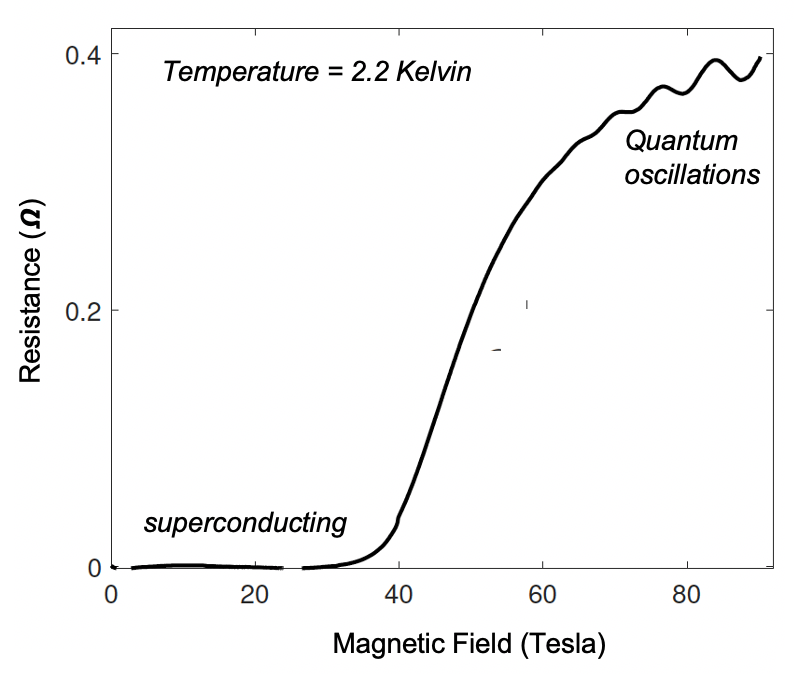 0.4
Temperature = 2.2 Kelvin
Quantum
oscillations
Resistance (Ω)
0.2
superconducting
0
0 20 40 60 80
Magnetic Field (Tesla)